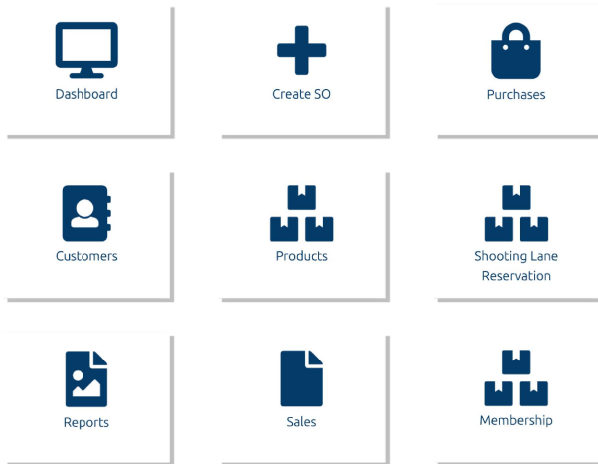 Dashboard
Create SO
Purchases
Customers
Products
Shooting Lane
Reservation
Reports
Sales
Membership